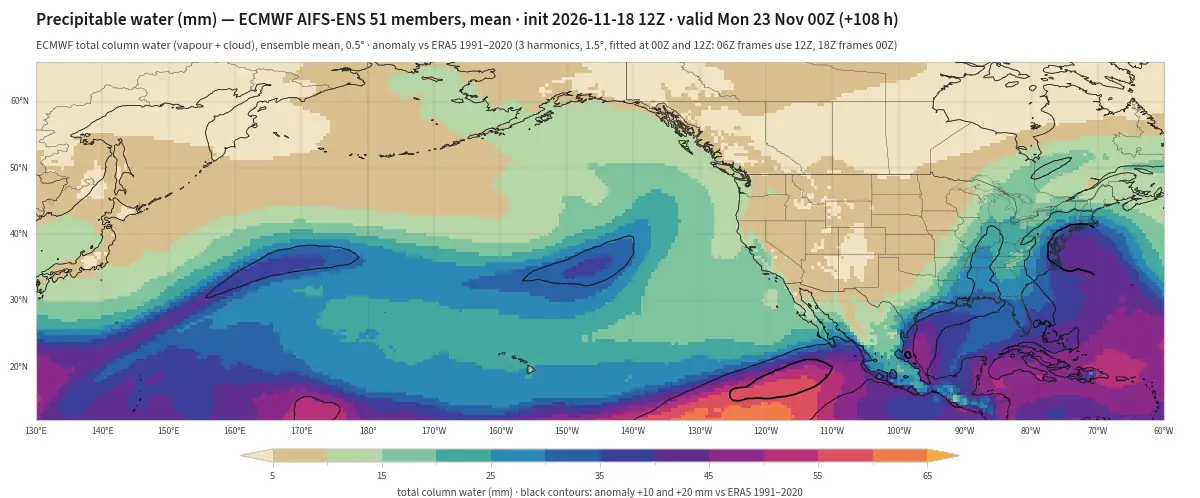 Precipitable water (mm) — ECMWF AIFS-ENS 51 members, mean · init 2026-11-18 12Z · valid Mon 23 Nov 00Z (+108 h)
ECMWF total column water (vapour + cloud), ensemble mean, 0.5° · anomaly vs ERA5 1991–2020 (3 harmonics, 1.5°, fitted at 00Z and 12Z: 06Z frames use 12Z, 18Z frames 00Z)
60°N
50°N
40°N
30°N
20°N
130°E 140°E 150°E 160°E 170°E 180° 170°W 160°W 150°W 140°W 130°W 120°W 110°W 100°W 90°W 80°W 70°W 60°W
5 15 25 35 45 55 65
total column water (mm) · black contours: anomaly +10 and +20 mm vs ERA5 1991–2020